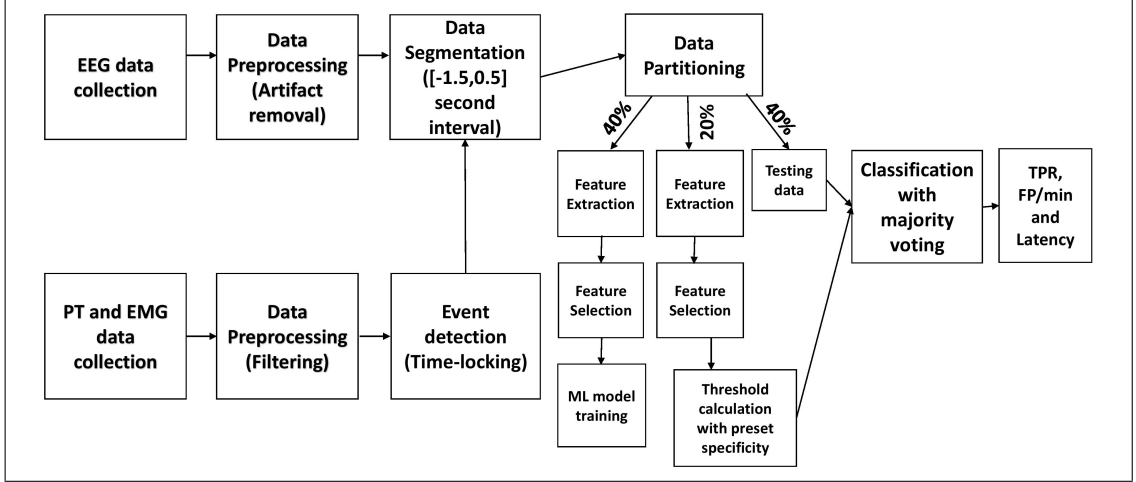 EEG data
collection
Data
Preprocessing
(Artifact
removal)
Data
Segmentation
([-1.5,0.5]
second
interval)
Data
Partitioning
40%
20%
40%
Feature
Extraction
Feature
Extraction
Testing
data
Classification
with
majority
voting
TPR,
FP/min
and
Latency
PT and EMG
data
collection
Data
Preprocessing
(Filtering)
Event
detection
(Time-locking)
Feature
Selection
Feature
Selection
ML model
training
Threshold
calculation
with preset
specificity